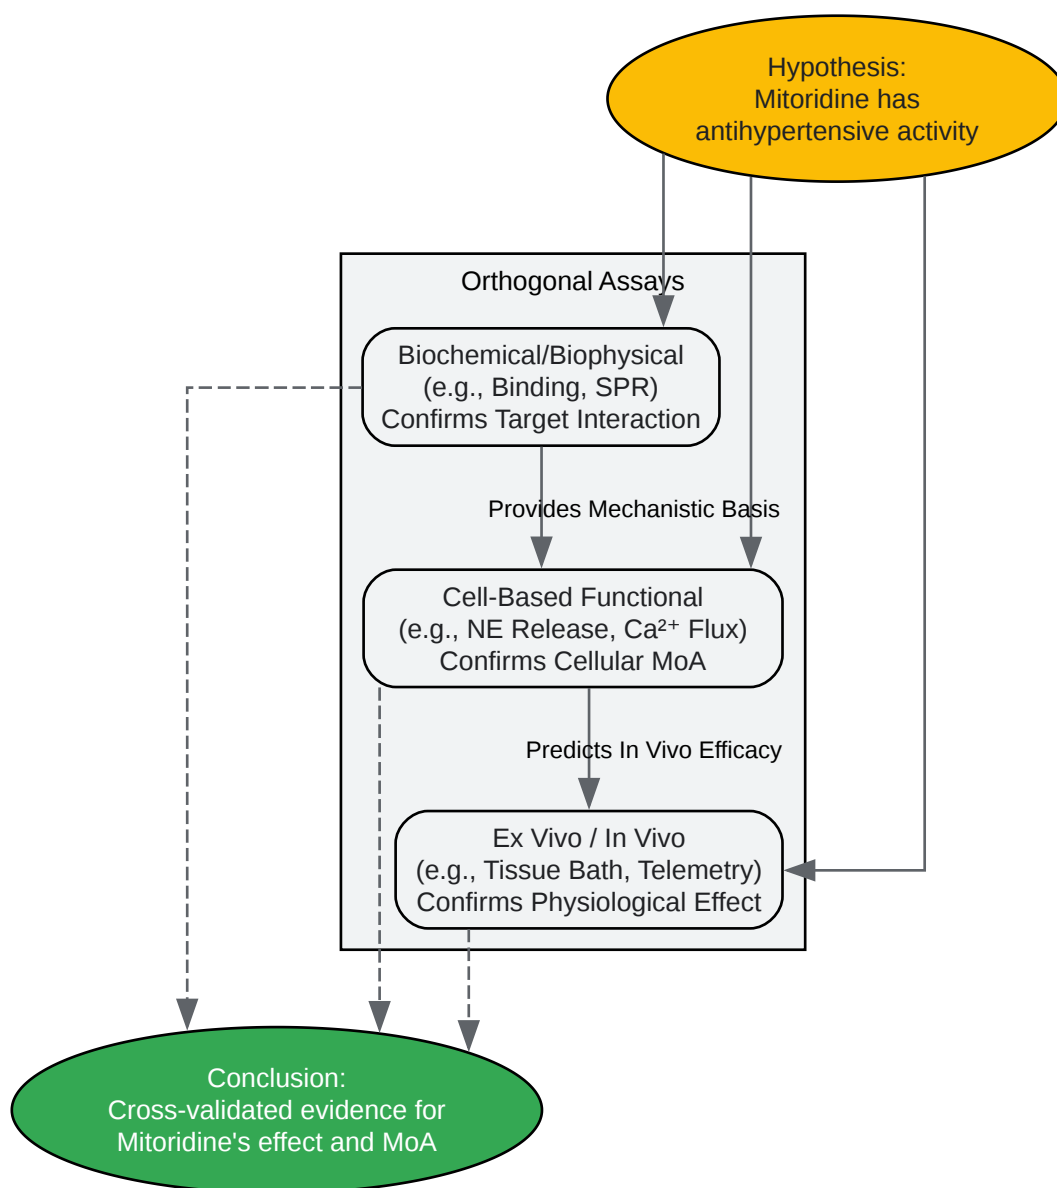 Hypothesis:
Mitoridine has
antihypertensive activity
Orthogonal Assays
Biochemical/Biophysical
(e.g., Binding, SPR)
Confirms Target Interaction
Provides Mechanistic Basis
Cell-Based Functional
(e.g., NE Release, Ca²⁺ Flux)
Confirms Cellular MoA
Predicts In Vivo Efficacy
Ex Vivo / In Vivo
(e.g., Tissue Bath, Telemetry)
Confirms Physiological Effect
Conclusion:
Cross-validated evidence for
Mitoridine's effect and MoA